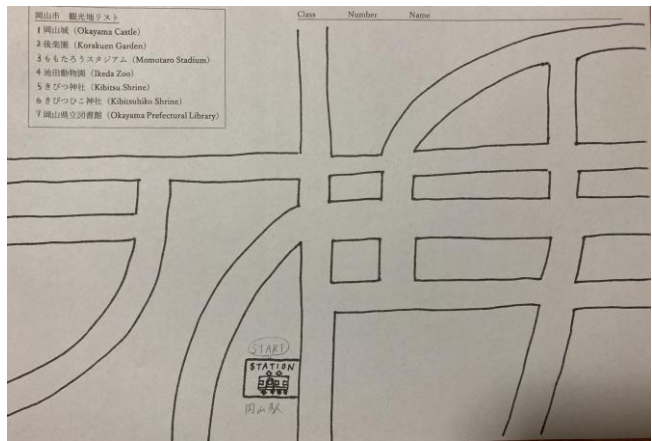 岡山市 観光地リスト
1 岡山城（Okayama Castle）
2 後楽園（Korakuen Garden）
3 ももたろうスタジアム（Momotaro Stadium）
4 池田動物園（Ikeda Zoo）
5 きびつ神社（Kibitsu Shrine）
6 きびつひこ神社（Kibitsuhiko Shrine）
7 岡山県立図書館（Okayama Prefectural Library）
Class Number Name
START
STATION
岡山駅